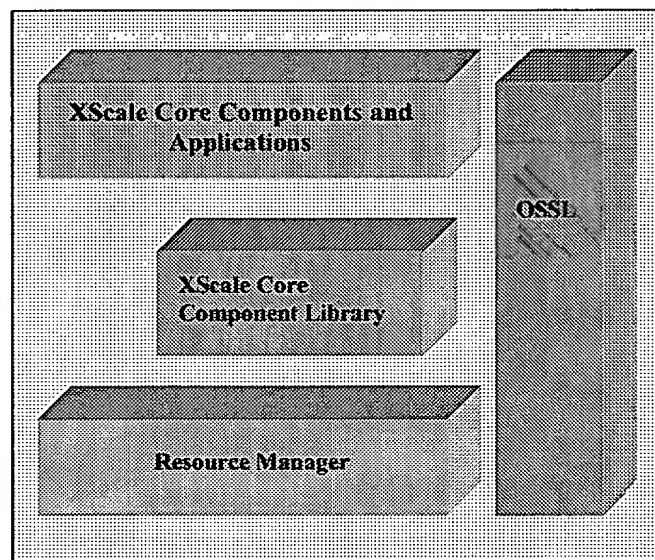 XScale Core Components and
Applications
OSSL
XScale Core
Component Library
Resource Manager